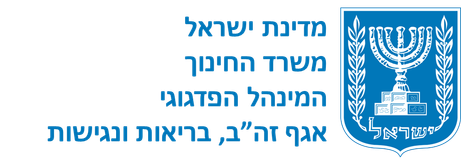 מדינת ישראל
משרד החינוך
המינהל הפדגוגי
אגף זה"ב, בריאות ונגישות
ישראל